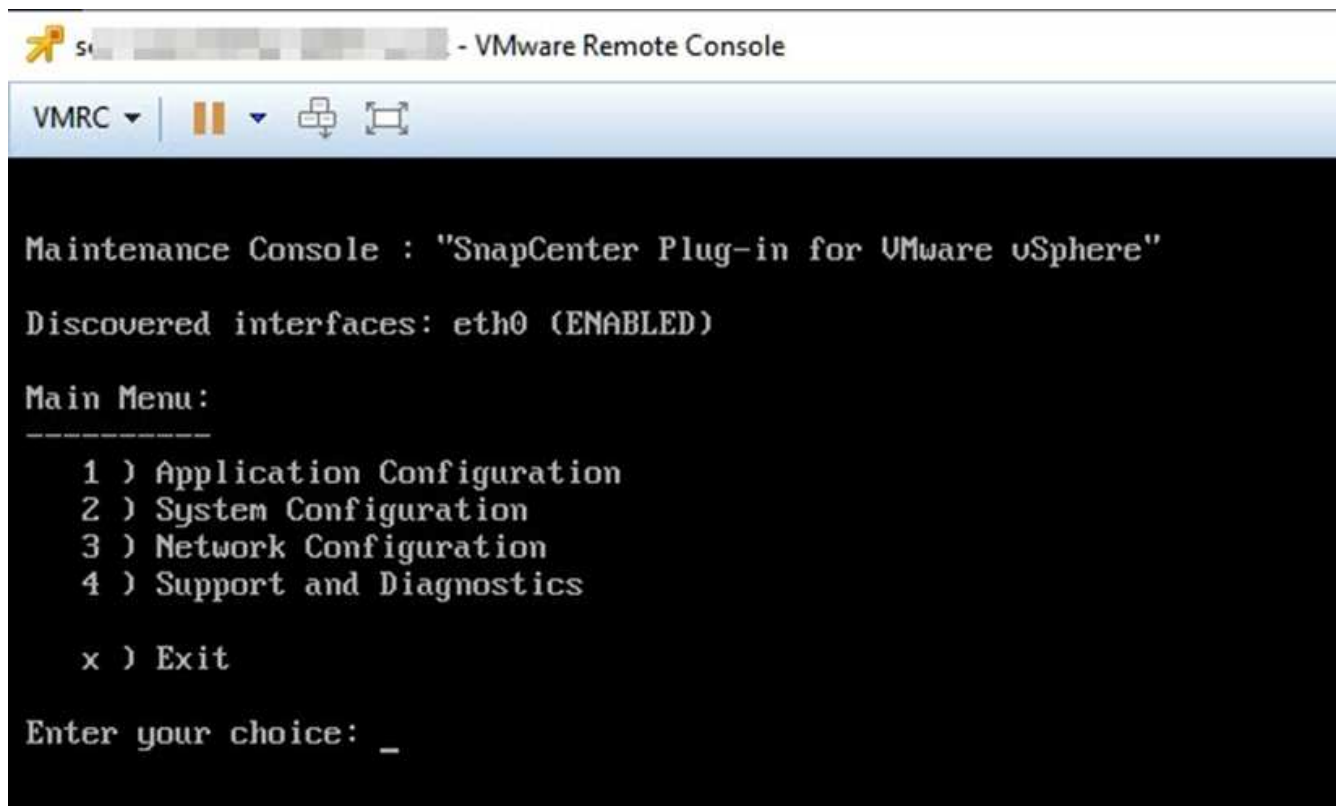 - VMware Remote Console
VMRC
Maintenance Console : "SnapCenter Plug-in for VMware vSphere"
Discovered interfaces: eth0 (ENABLED)
Main Menu:
----------
1 ) Application Configuration
2 ) System Configuration
3 ) Network Configuration
4 ) Support and Diagnostics
x ) Exit
Enter your choice: _